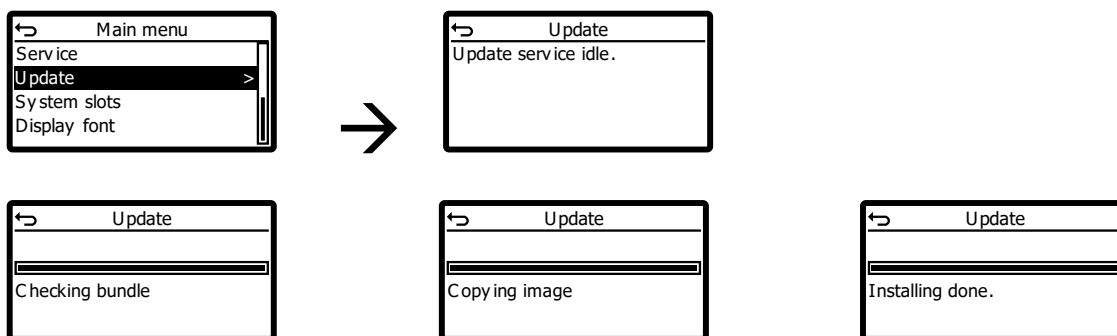 Main menu
Service
Update >
System slots
Display font
Update
Update service idle.
Update
Checking bundle
Update
Copying image
Update
Installing done.